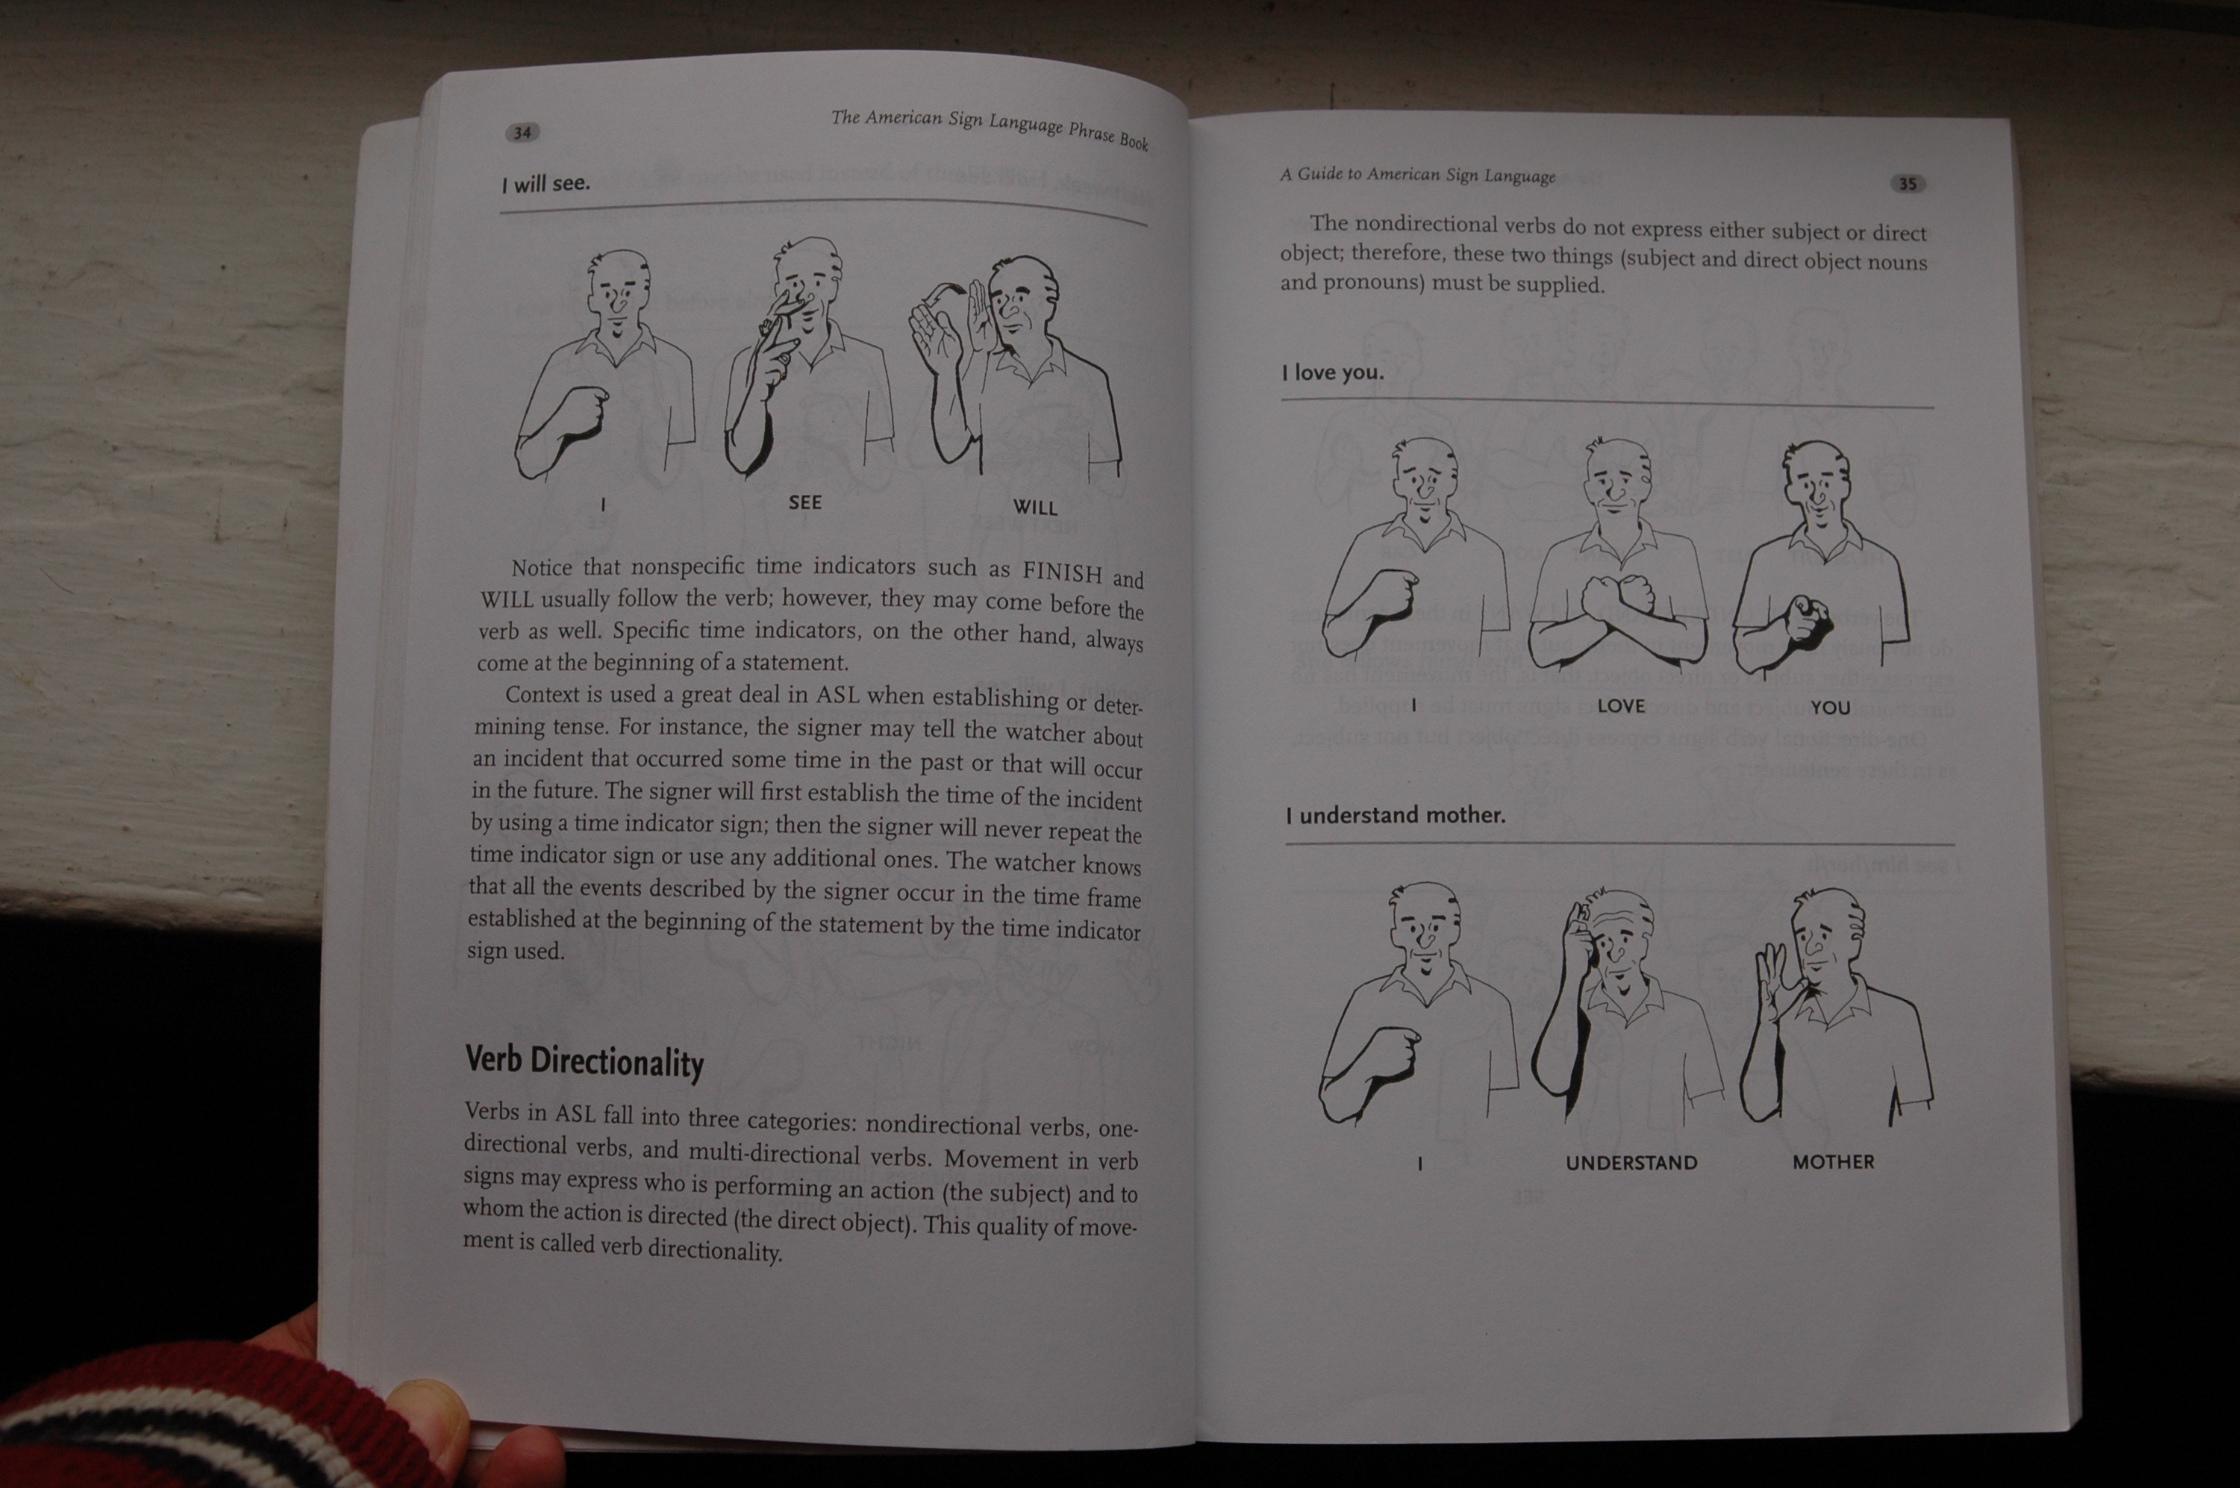 34
The American Sign Language Phrase Book
I will see.
I
SEE
WILL
Notice that nonspecific time indicators such as FINISH and
WILL usually follow the verb; however, they may come before the
verb as well. Specific time indicators, on the other hand, always
come at the beginning of a statement.
Context is used a great deal in ASL when establishing or deter-
mining tense. For instance, the signer may tell the watcher about
an incident that occurred some time in the past or that will occur
in the future. The signer will first establish the time of the incident
by using a time indicator sign; then the signer will never repeat the
time indicator sign or use any additional ones. The watcher knows
that all the events described by the signer occur in the time frame
established at the beginning of the statement by the time indicator
sign used.
Verb Directionality
Verbs in ASL fall into three categories: nondirectional verbs, one-
directional verbs, and multi-directional verbs. Movement in verb
signs may express who is performing an action (the subject) and to
whom the action is directed (the direct object). This quality of move-
ment is called verb directionality.
A Guide to American Sign Language
35
The nondirectional verbs do not express either subject or direct
object; therefore, these two things (subject and direct object nouns
and pronouns) must be supplied.
I love you.
I
LOVE
YOU
I understand mother.
I
UNDERSTAND
MOTHER